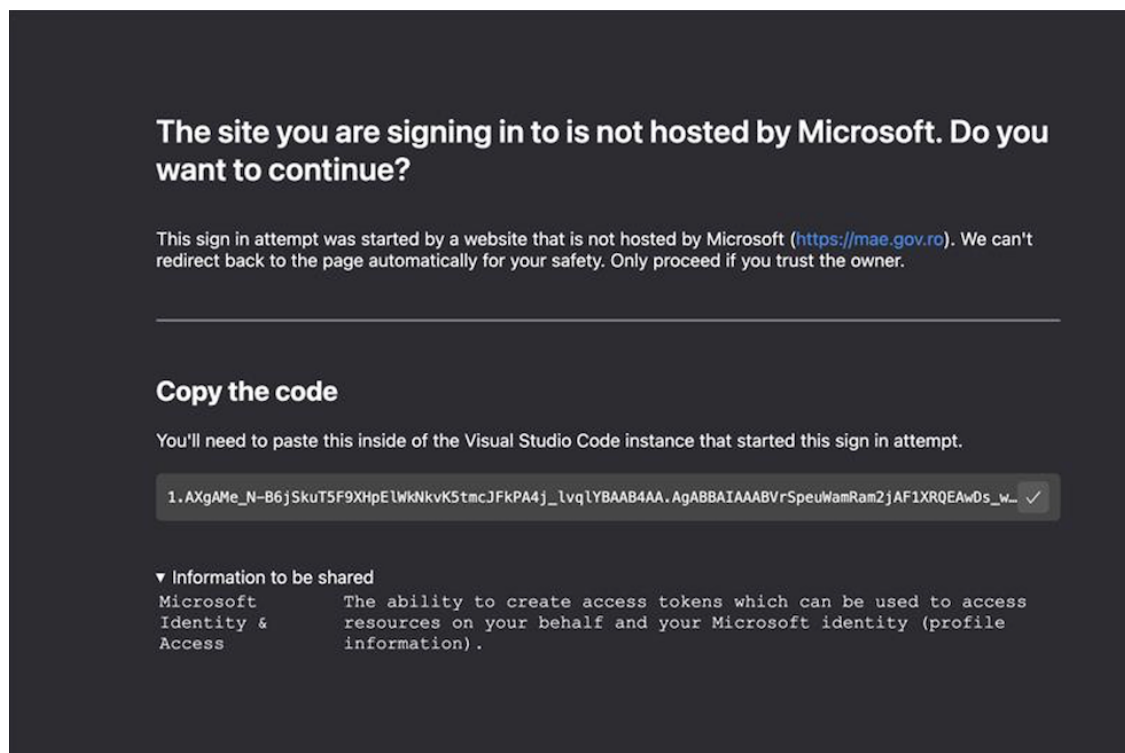 The site you are signing in to is not hosted by Microsoft. Do you
want to continue?
This sign in attempt was started by a website that is not hosted by Microsoft (https://mae.gov.ro). We can't
redirect back to the page automatically for your safety. Only proceed if you trust the owner.
Copy the code
You'll need to paste this inside of the Visual Studio Code instance that started this sign in attempt.
1.AXgAMe_N-B6jSkuT5F9XHpElWkNkvK5tmcJFkPA4j_lvqlYBAAB4AA.AgABBAIAAABVrSpeuWamRam2jAF1XRQEAwDs_w…
▾ Information to be shared
Microsoft The ability to create access tokens which can be used to access
Identity & resources on your behalf and your Microsoft identity (profile
Access information).